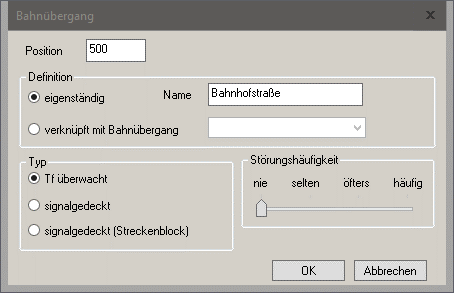 Bahnübergang
Position 500
Definition
eigenständig Name Bahnhofstraße
verknüpft mit Bahnübergang
Typ
Tf überwacht
signalgedeckt
signalgedeckt (Streckenblock)
Störungshäufigkeit
nie selten öfters häufig
OK Abbrechen